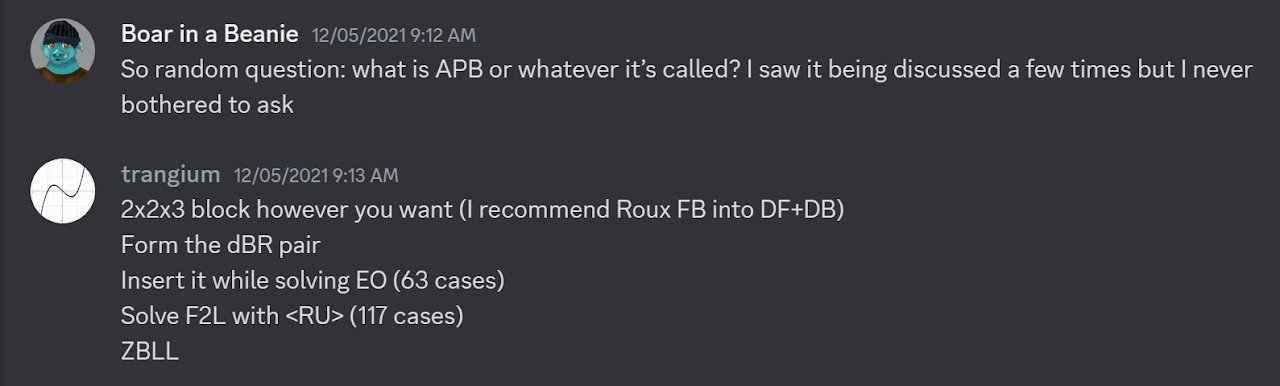 Boar in a Beanie 12/05/2021 9:12 AM
So random question: what is APB or whatever it’s called? I saw it being discussed a few times but I never
bothered to ask
trangium 12/05/2021 9:13 AM
2x2x3 block however you want (I recommend Roux FB into DF+DB)
Form the dBR pair
Insert it while solving EO (63 cases)
Solve F2L with <RU> (117 cases)
ZBLL